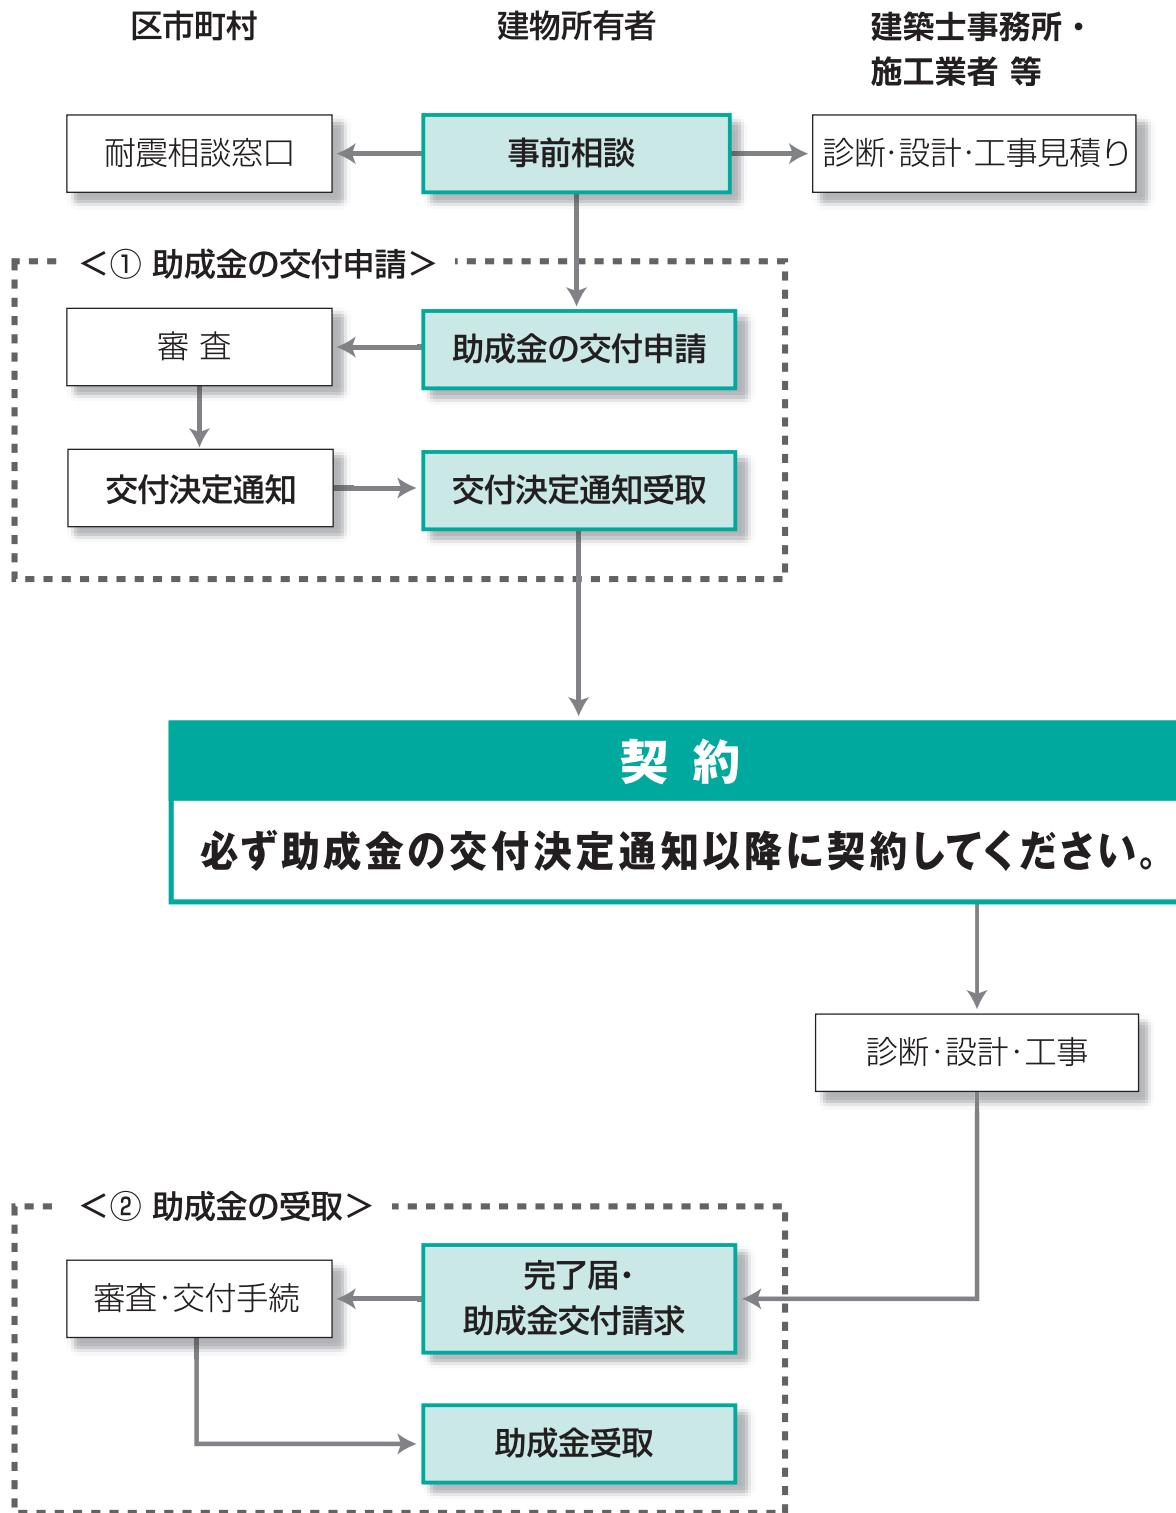 区市町村
建物所有者
建築士事務所・
施工業者 等
耐震相談窓口
事前相談
診断・設計・工事見積り
＜① 助成金の交付申請＞
審 査
助成金の交付申請
交付決定通知
交付決定通知受取
契 約
必ず助成金の交付決定通知以降に契約してください。
診断・設計・工事
＜② 助成金の受取＞
審査・交付手続
完了届・
助成金交付請求
助成金受取